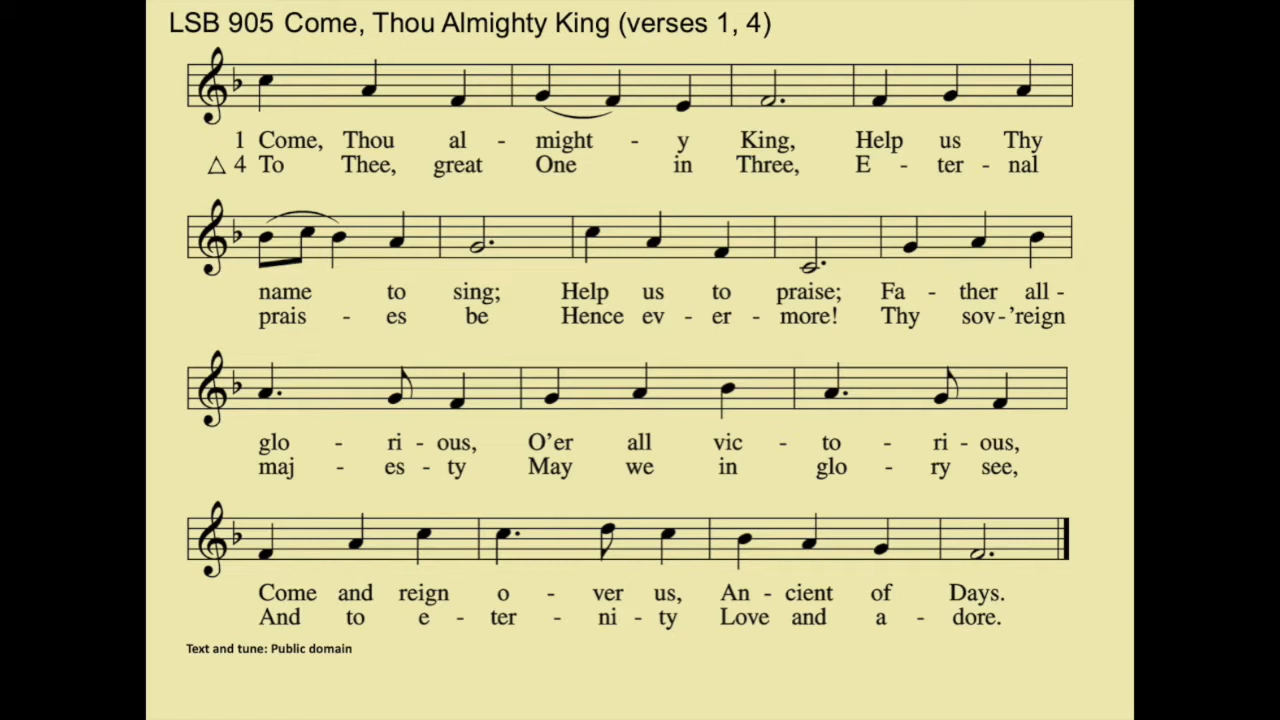 LSB 905 Come, Thou Almighty King (verses 1, 4)
1 Come, Thou al - might - y King, Help us Thy
△ 4 To Thee, great One in Three, E - ter - nal
name to sing; Help us to praise; Fa - ther all -
prais - es be Hence ev - er - more! Thy sov -'reign
glo - ri - ous, O'er all vic - to - ri - ous,
maj - es - ty May we in glo - ry see,
Come and reign o - ver us, An - cient of Days.
And to e - ter - ni - ty Love and a - dore.
Text and tune: Public domain